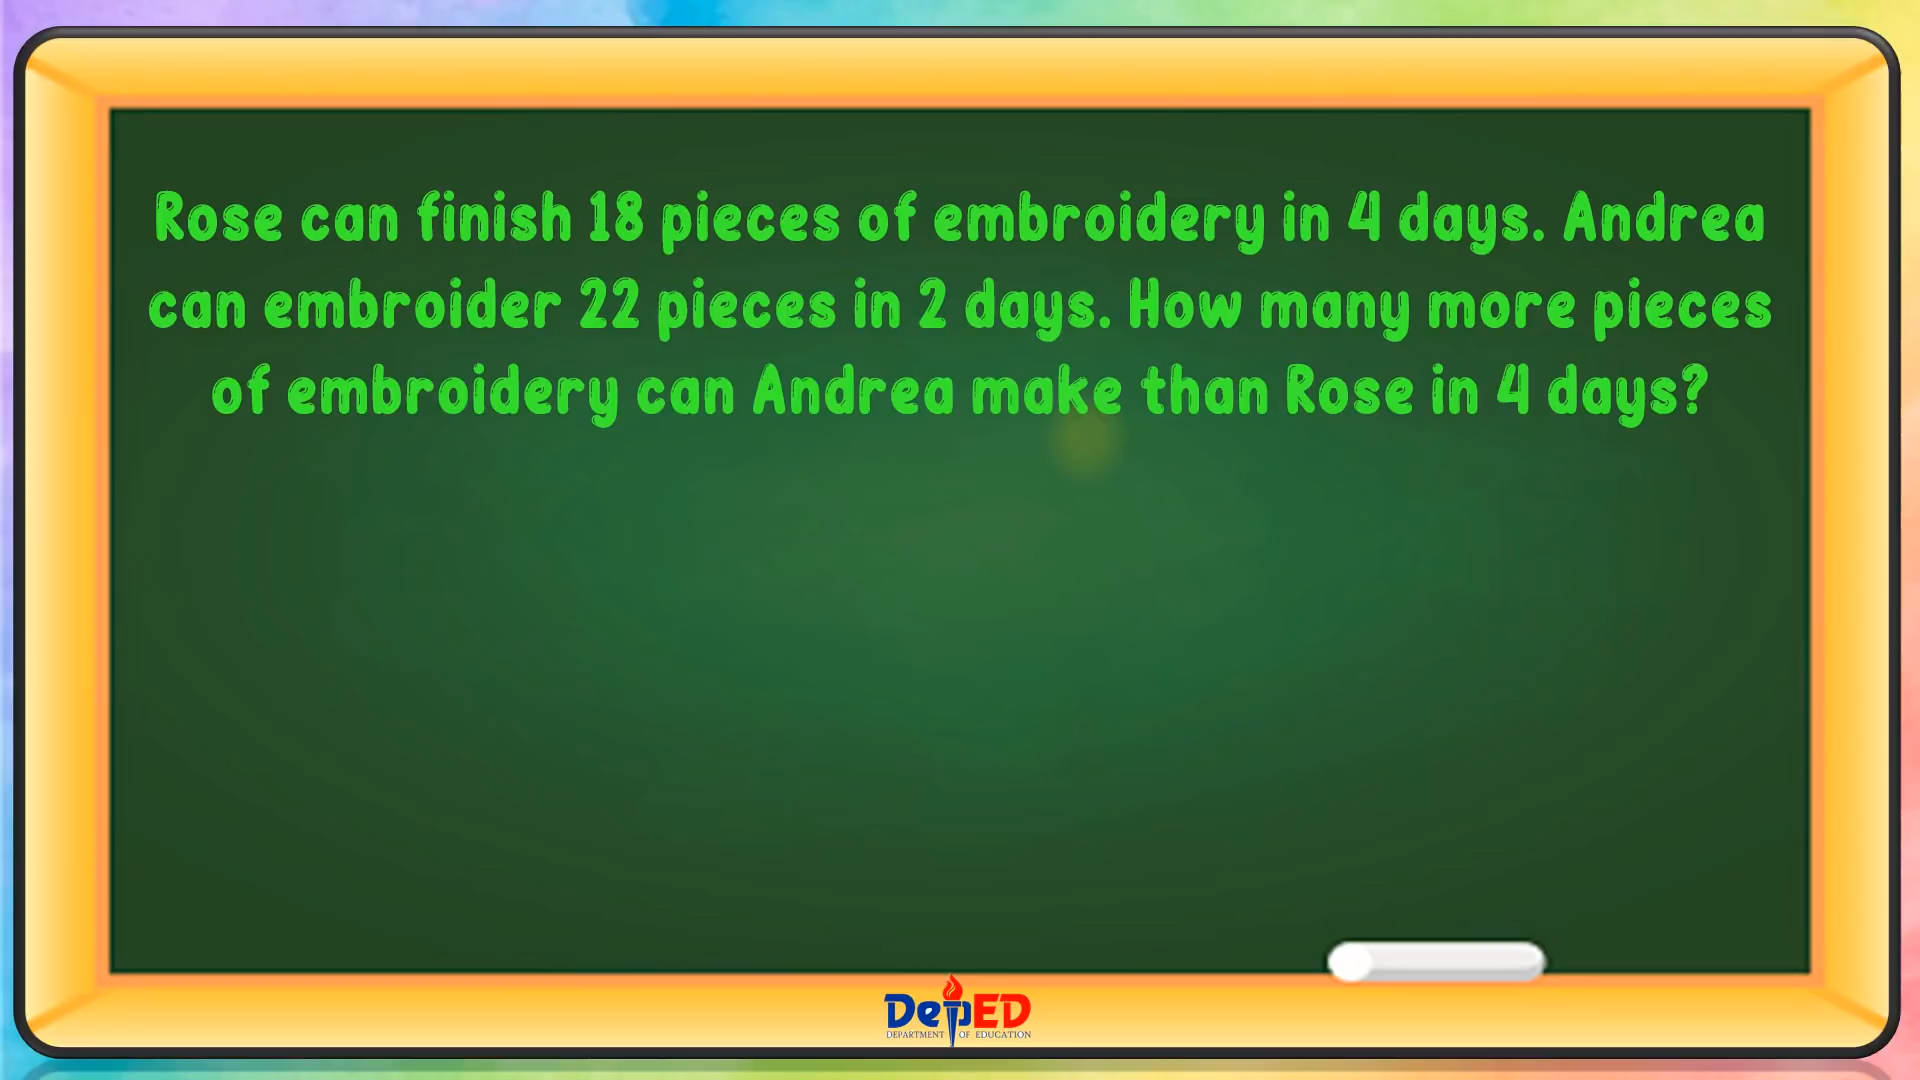 Rose can finish 18 pieces of embroidery in 4 days. Andrea
can embroider 22 pieces in 2 days. How many more pieces
of embroidery can Andrea make than Rose in 4 days?
DepED
DEPARTMENT OF EDUCATION